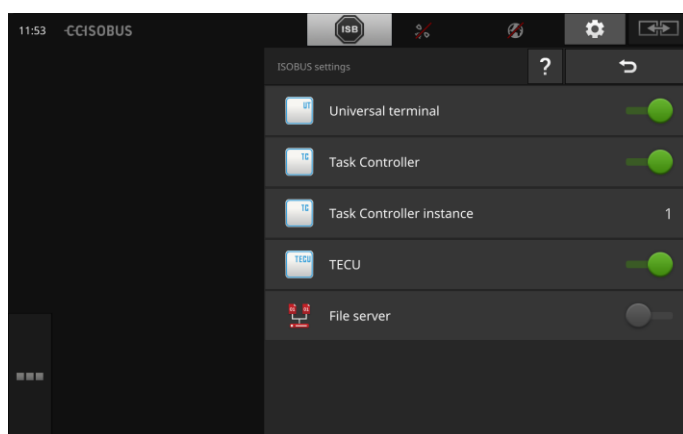 11:53 CCISOBUS ISB
ISOBUS settings ?
UT Universal terminal
TC Task Controller
TC Task Controller instance 1
TECU TECU
File server